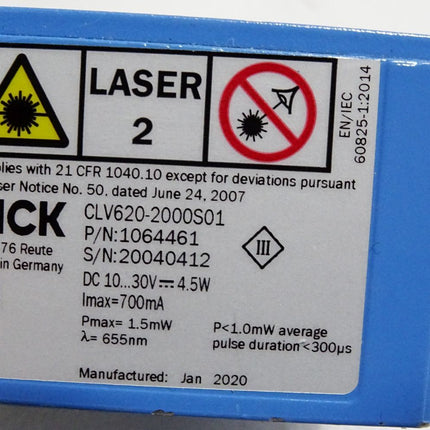 LASER
2
EN/IEC
60825-1:2014
plies with 21 CFR 1040.10 except for deviations pursuant
ser Notice No. 50, dated June 24, 2007
ICK
CLV620-2000S01
76 Reute
P/N:1064461
in Germany
S/N:20040412
III
DC 10...30V⎓4.5W
Imax=700mA
Pmax= 1.5mW
P<1.0mW average
λ= 655nm
pulse duration<300µs
Manufactured: Jan 2020